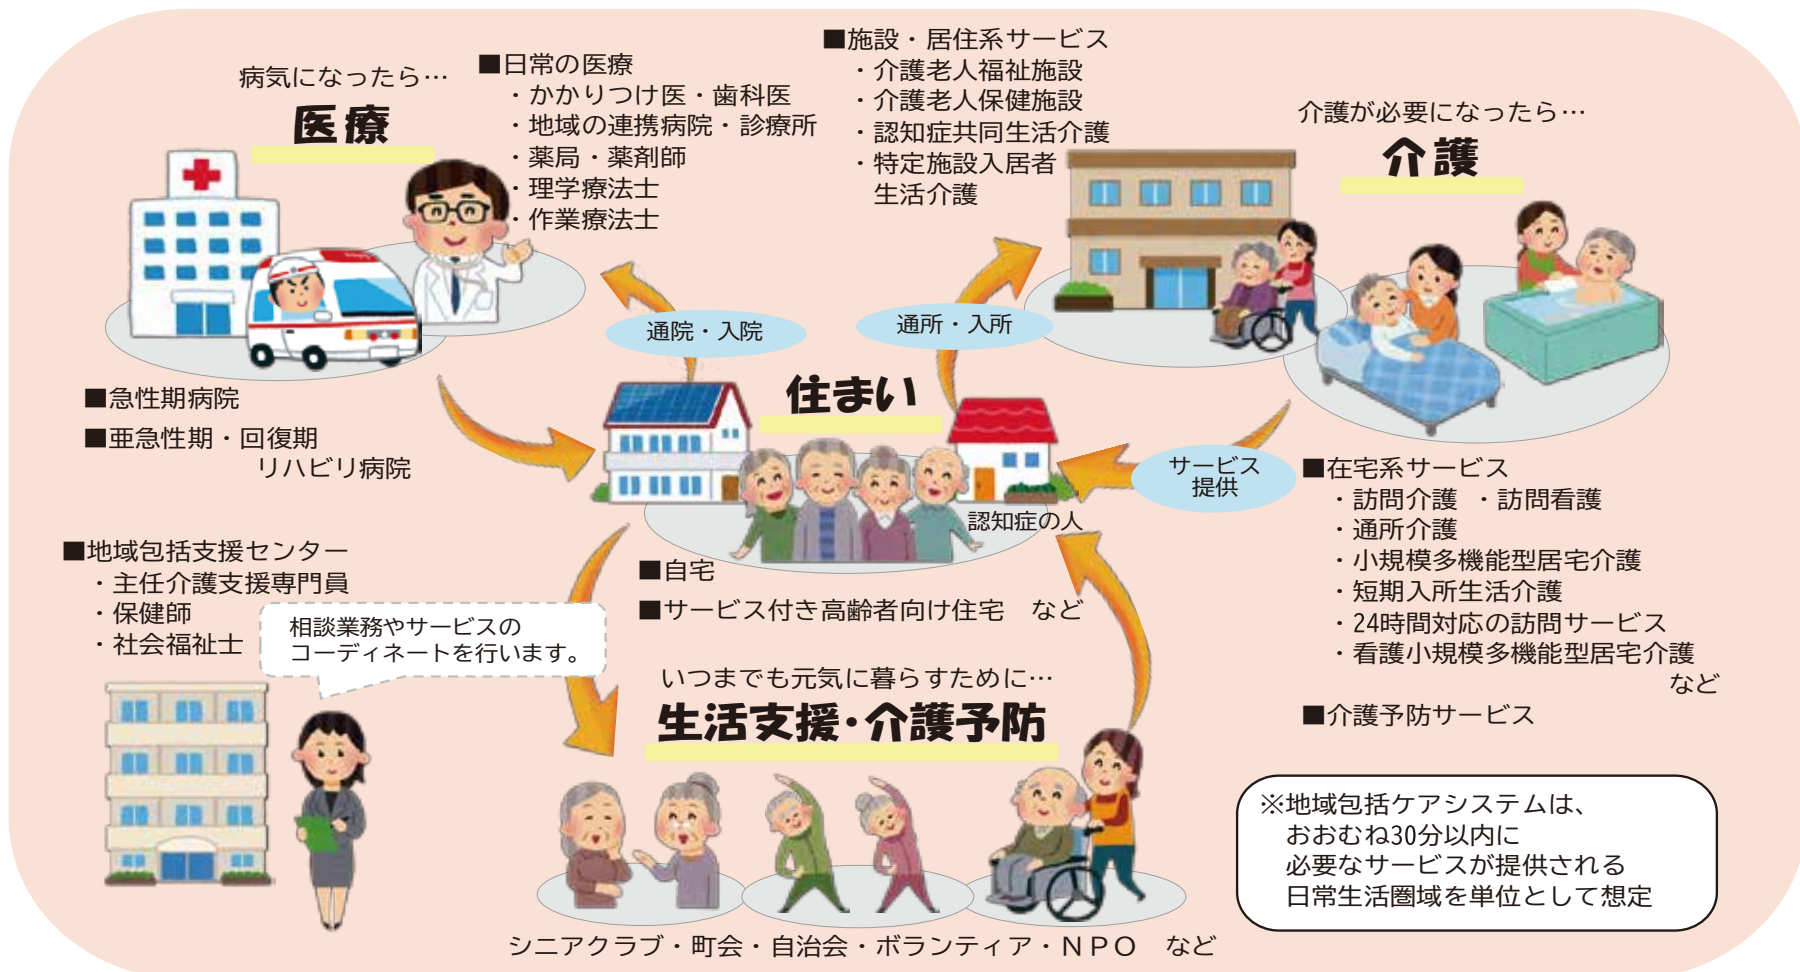 病気になったら…
医療
■日常の医療
・かかりつけ医・歯科医
・地域の連携病院・診療所
・薬局・薬剤師
・理学療法士
・作業療法士
■急性期病院
■亜急性期・回復期
リハビリ病院
通院・入院
■施設・居住系サービス
・介護老人福祉施設
・介護老人保健施設
・認知症共同生活介護
・特定施設入居者
生活介護
介護が必要になったら…
介護
通所・入所
サービス
提供
■在宅系サービス
・訪問介護 ・訪問看護
・通所介護
・小規模多機能型居宅介護
・短期入所生活介護
・24時間対応の訪問サービス
・看護小規模多機能型居宅介護
など
■介護予防サービス
住まい
認知症の人
■自宅
■サービス付き高齢者向け住宅 など
■地域包括支援センター
・主任介護支援専門員
・保健師
・社会福祉士
相談業務やサービスの
コーディネートを行います。
いつまでも元気に暮らすために…
生活支援・介護予防
シニアクラブ・町会・自治会・ボランティア・ＮＰＯ など
※地域包括ケアシステムは、
おおむね30分以内に
必要なサービスが提供される
日常生活圏域を単位として想定